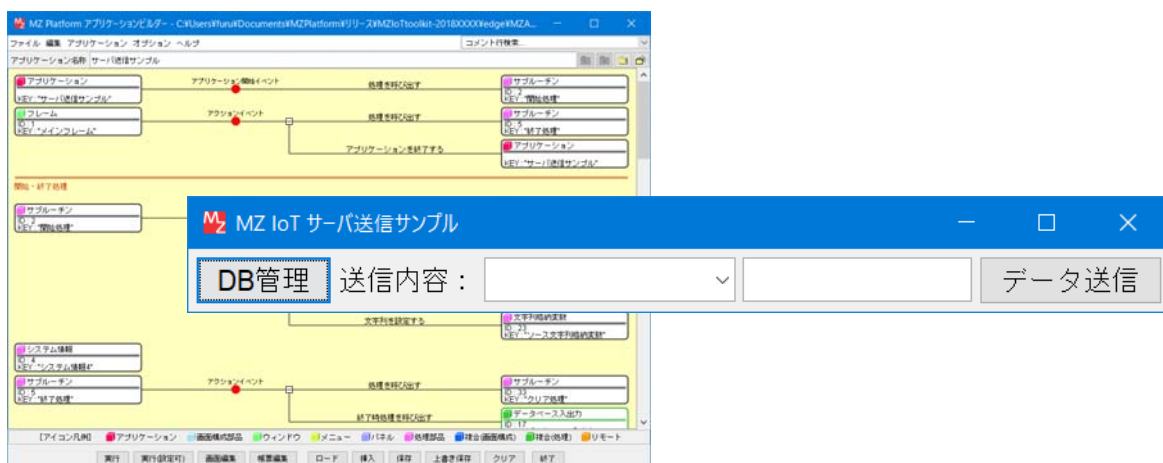 MZ Platform アプリケーションビルダー - C:¥Users¥furu¥Documents¥MZPlatform¥リリース¥MZIoTtoolkit-2018XXXX¥edge¥MZA...
ファイル 編集 アプリケーション オプション ヘルプ
コメント行検索...
アプリケーション名称 サーバ送信サンプル
アプリケーション
KEY:"サーバ送信サンプル"
アプリケーション開始イベント
処理を呼び出す
サブルーチン
ID: 2
KEY:"開始処理"
フレーム
ID: 1
KEY:"メインフレーム"
アクションイベント
処理を呼び出す
サブルーチン
ID: 5
KEY:"終了処理"
アプリケーションを終了する
アプリケーション
KEY:"サーバ送信サンプル"
開始・終了処理
サブルーチン
ID: 2
KEY:"開始処理"
MZ IoT サーバ送信サンプル
DB管理 送信内容: データ送信
文字列を設定する
文字列格納変数
ID: 23
KEY:"ソース文字列格納変数"
システム情報
ID: 4
KEY:"システム情報4"
サブルーチン
ID: 5
KEY:"終了処理"
アクションイベント
処理を呼び出す
サブルーチン
ID: 33
KEY:"クリア処理"
終了時処理を呼び出す
データベース入出力
ID: 17
[アイコン凡例] アプリケーション 画面構成部品 ウィンドウ メニュー パネル 処理部品 複合(画面構成) 複合(処理) リモート
実行 実行(設定可) 画面編集 帳票編集 ロード 挿入 保存 上書き保存 クリア 終了